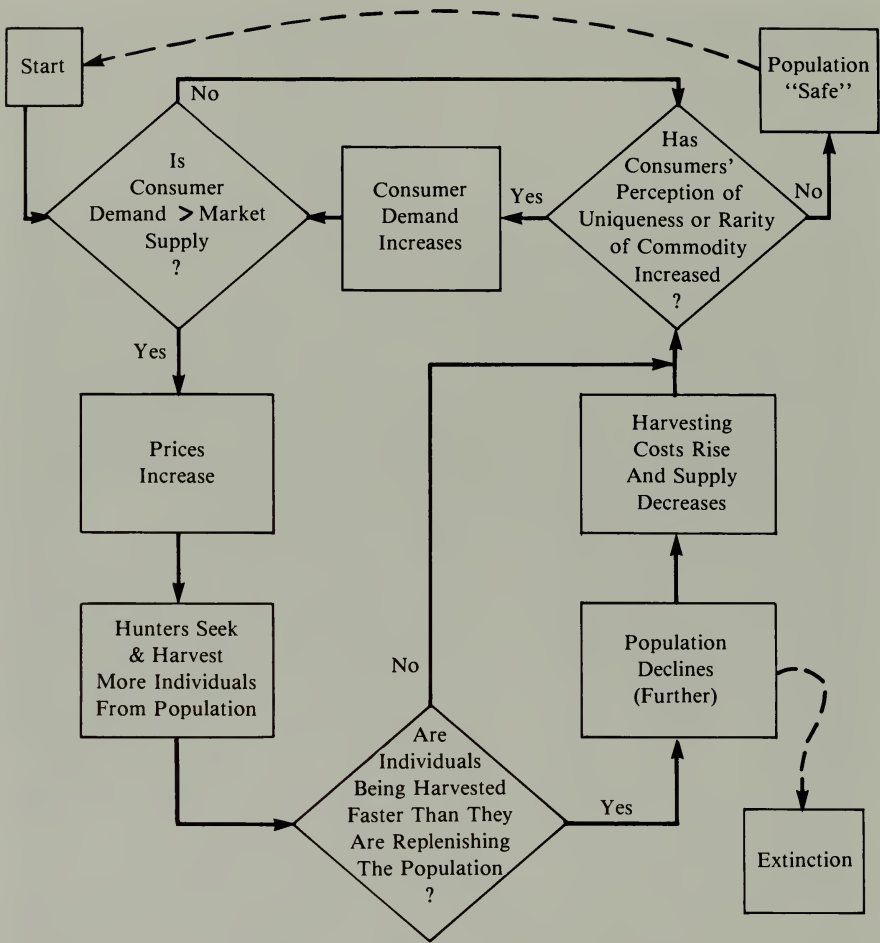 Start
Population
“Safe”
No
Is
Consumer
Demand > Market
Supply
?
Consumer
Demand
Increases
Yes
Has
Consumers’
Perception of
Uniqueness or Rarity
of Commodity
Increased
?
No
Yes
Prices
Increase
Harvesting
Costs Rise
And Supply
Decreases
Hunters Seek
& Harvest
More Individuals
From Population
No
Population
Declines
(Further)
Are
Individuals
Being Harvested
Faster Than They
Are Replenishing
The Population
?
Yes
Extinction